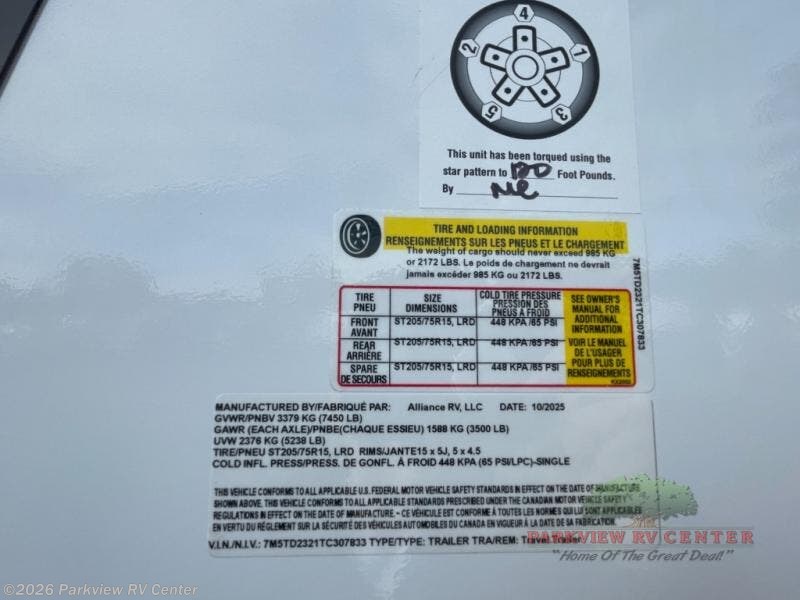 4
2
1
5
3
This unit has been torqued using the
star pattern to 120 Foot Pounds.
By
TIRE AND LOADING INFORMATION
RENSEIGNEMENTS SUR LES PNEUS ET LE CHARGEMENT
The weight of cargo should never exceed 985 KG
or 2172 LBS. Le poids de chargement ne devrait
jamais excéder 985 KG ou 2172 LBS.
7M5TD2321TC307833
TIRE SIZE COLD TIRE PRESSURE SEE OWNER'S
PNEU DIMENSIONS PRESSION DES MANUAL FOR
PNEUS A FROID ADDITIONAL
FRONT ST205/75R15, LRD 448 KPA /65 PSI INFORMATION
AVANT
REAR ST205/75R15, LRD 448 KPA /65 PSI VOIR LE MANUEL
ARRIÈRE DE L'USAGER
SPARE ST205/75R15, LRD 448 KPA /65 PSI POUR PLUS DE
DE SECOURS RENSEIGNEMENTS
MANUFACTURED BY/FABRIQUÉ PAR: Alliance RV, LLC DATE: 10/2025
GVWR/PNBV 3379 KG (7450 LB)
GAWR (EACH AXLE)/PNBE(CHAQUE ESSIEU) 1588 KG (3500 LB)
UVW 2376 KG (5238 LB)
TIRE/PNEU ST205/75R15, LRD RIMS/JANTE15 x 5J, 5 x 4.5
COLD INFL. PRESS/PRESS. DE GONFL. À FROID 448 KPA (65 PSI/LPC)-SINGLE
THIS VEHICLE CONFORMS TO ALL APPLICABLE U.S. FEDERAL MOTOR VEHICLE SAFETY STANDARDS IN EFFECT ON THE DATE OF MANUFACTURE
SHOWN ABOVE. THIS VEHICLE CONFORMS TO ALL APPLICABLE STANDARDS PRESCRIBED UNDER THE CANADIAN MOTOR VEHICLE SAFETY
REGULATIONS IN EFFECT ON THE DATE OF MANUFACTURE - CE VÉHICULE EST CONFORME À TOUTES LES NORMES QUI LUI SONT APPLICABLES
EN VERTU DU RÈGLEMENT SUR LA SÉCURITÉ DES VÉHICULES AUTOMOBILES DU CANADA EN VIGUEUR À LA DATE DE SA FABRICATION.
V.I.N./N.I.V.: 7M5TD2321TC307833 TYPE/TYPE: TRAILER TRA/REM: Travel Trailer
PARKVIEW RV CENTER
"Home Of The Great Deal!"
©2026 Parkview RV Center